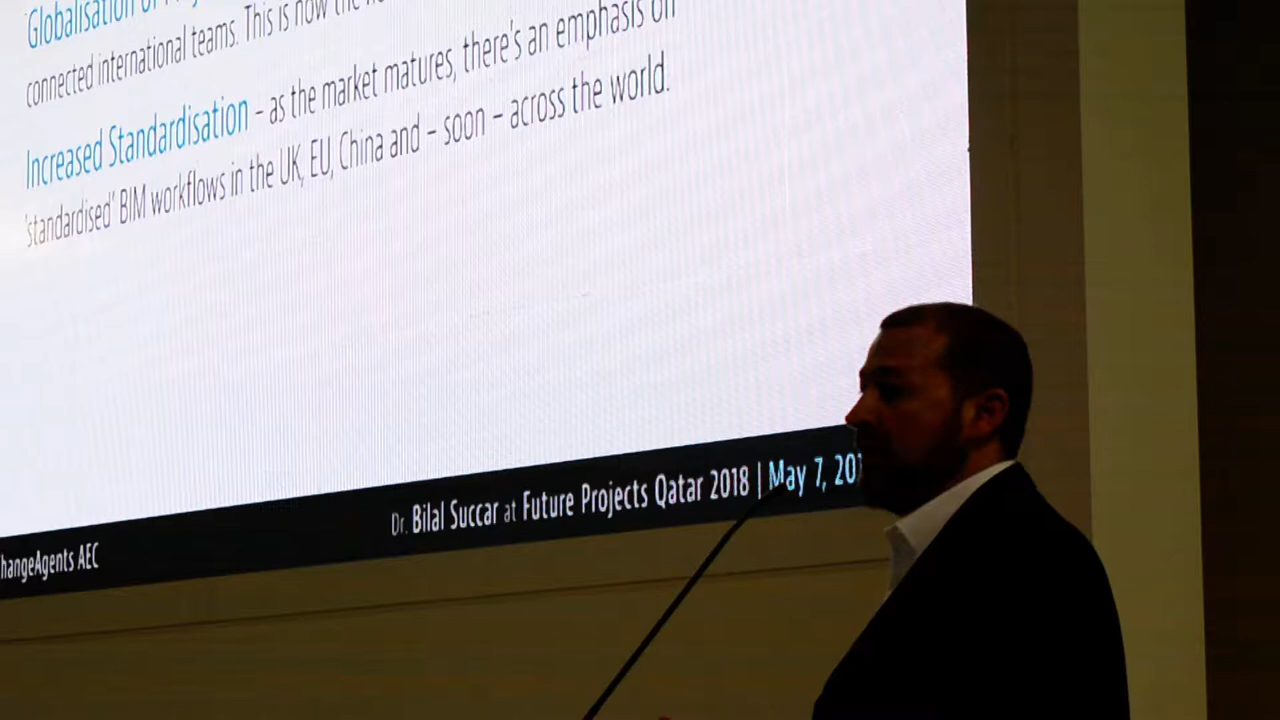 'Globalisation of
connected international teams. This is now the
Increased Standardisation – as the market matures, there's an emphasis on
'standardised' BIM workflows in the UK, EU, China and – soon – across the world.
Dr. Bilal Succar at Future Projects Qatar 2018 | May 7, 201
hangeAgents AEC